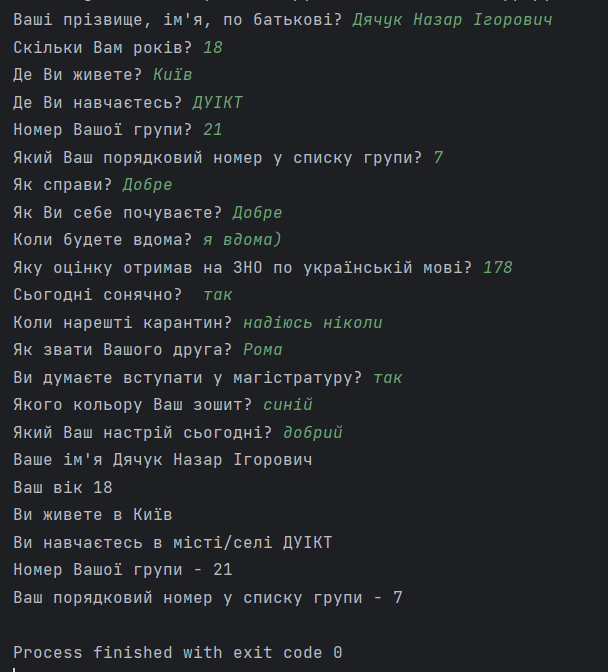 Ваші прізвище, ім'я, по батькові? Дячук Назар Ігорович
Скільки Вам років? 18
Де Ви живете? Київ
Де Ви навчаєтесь? ДУІКТ
Номер Вашої групи? 21
Який Ваш порядковий номер у списку групи? 7
Як справи? Добре
Як Ви себе почуваєте? Добре
Коли будете вдома? я вдома)
Яку оцінку отримав на ЗНО по українській мові? 178
Сьогодні сонячно?  так
Коли нарешті карантин? надіюсь ніколи
Як звати Вашого друга? Рома
Ви думаєте вступати у магістратуру? так
Якого кольору Ваш зошит? синій
Який Ваш настрій сьогодні? добрий
Ваше ім'я Дячук Назар Ігорович
Ваш вік 18
Ви живете в Київ
Ви навчаєтесь в місті/селі ДУІКТ
Номер Вашої групи - 21
Ваш порядковий номер у списку групи - 7
Process finished with exit code 0